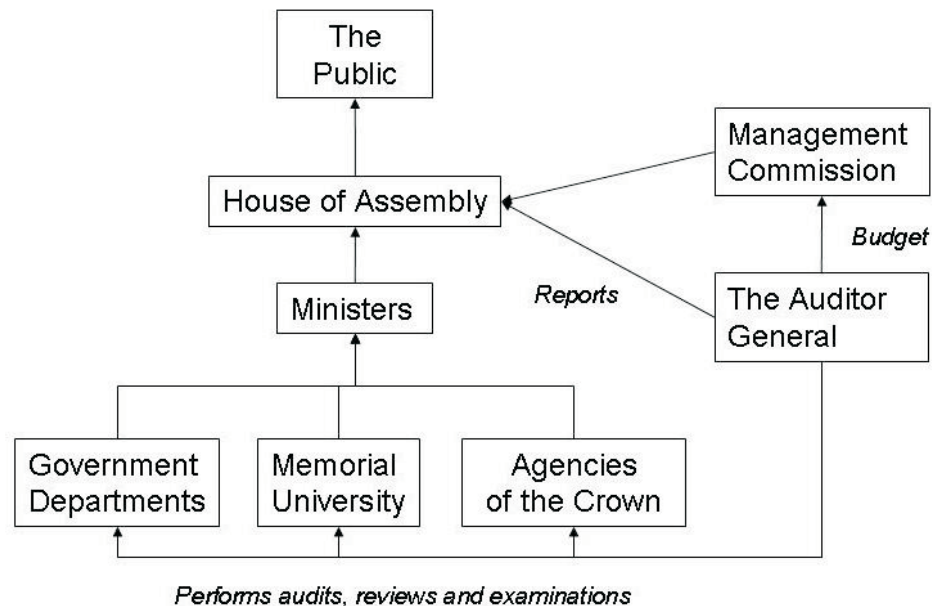 The
Public
Management
Commission
House of Assembly
Budget
Reports
Ministers
The Auditor
General
Government
Departments
Memorial
University
Agencies
of the Crown
Performs audits, reviews and examinations